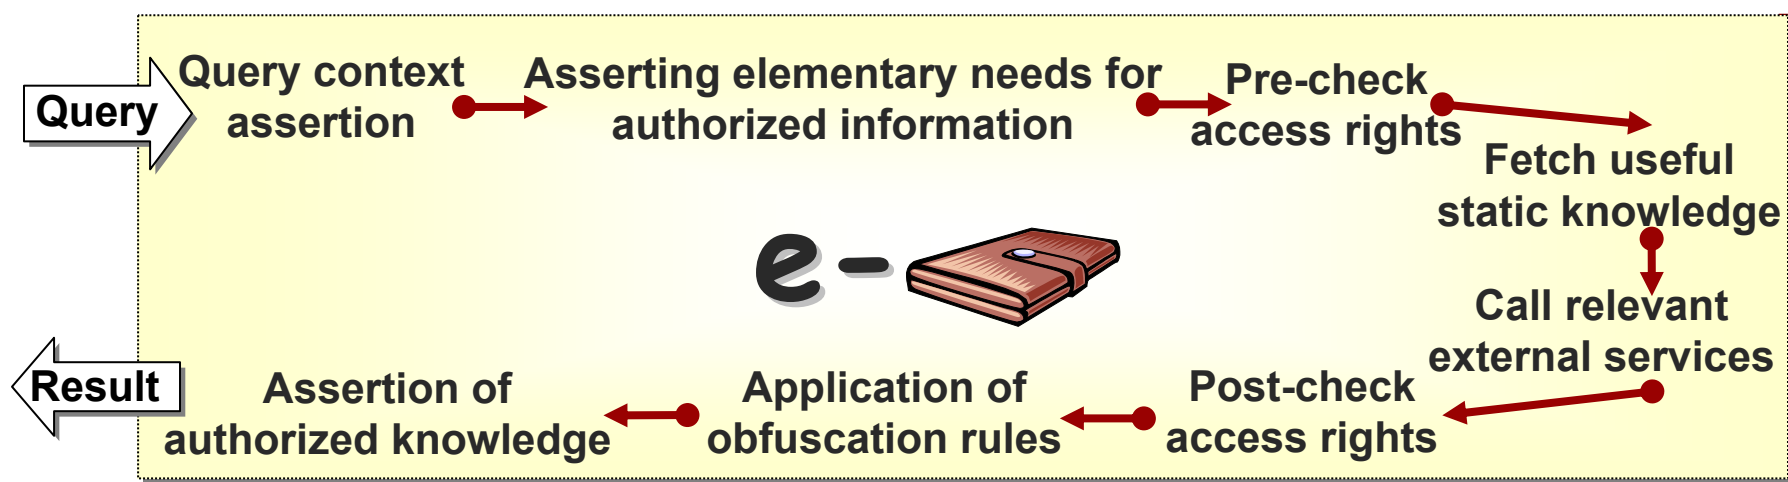 Query
Query context
assertion
Asserting elementary needs for
authorized information
Pre-check
access rights
Fetch useful
static knowledge
Call relevant
external services
Post-check
access rights
Application of
obfuscation rules
Assertion of
authorized knowledge
Result
e-